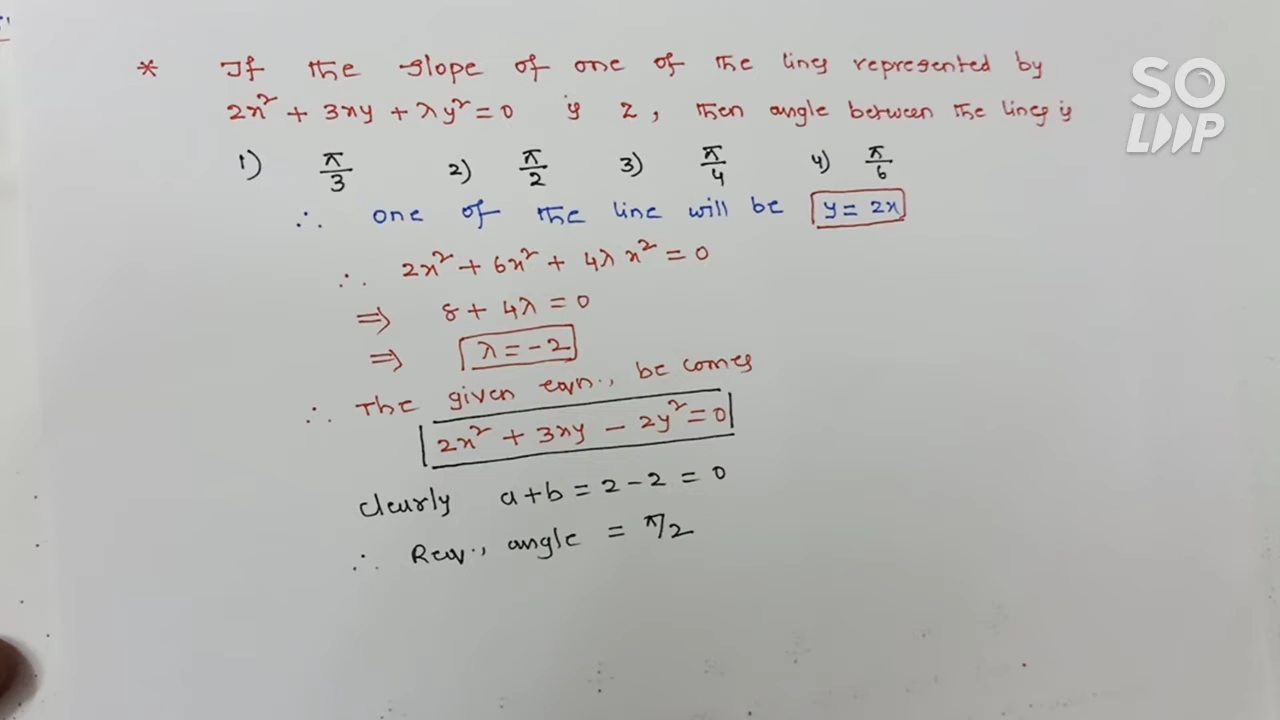 * If the slope of one of the lines represented by
2x² + 3xy + λy² = 0 is 2, then angle between the lines is
1) π/3 2) π/2 3) π/4 4) π/6
∴ one of the line will be y = 2x
∴ 2x² + 6x² + 4λx² = 0
⇒ 8 + 4λ = 0
⇒ λ = -2
∴ The given eqn., be comes
2x² + 3xy - 2y² = 0
clearly a + b = 2 - 2 = 0
∴ Req., angle = π/2
SO
LOOP